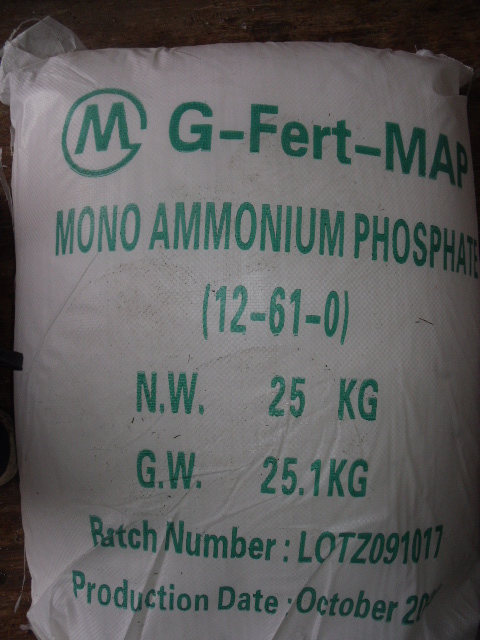 M G-Fert-MAP
MONO AMMONIUM PHOSPHATE
(12-61-0)
N.W. 25 KG
G.W. 25.1KG
Batch Number : LOTZ091017
Production Date : October